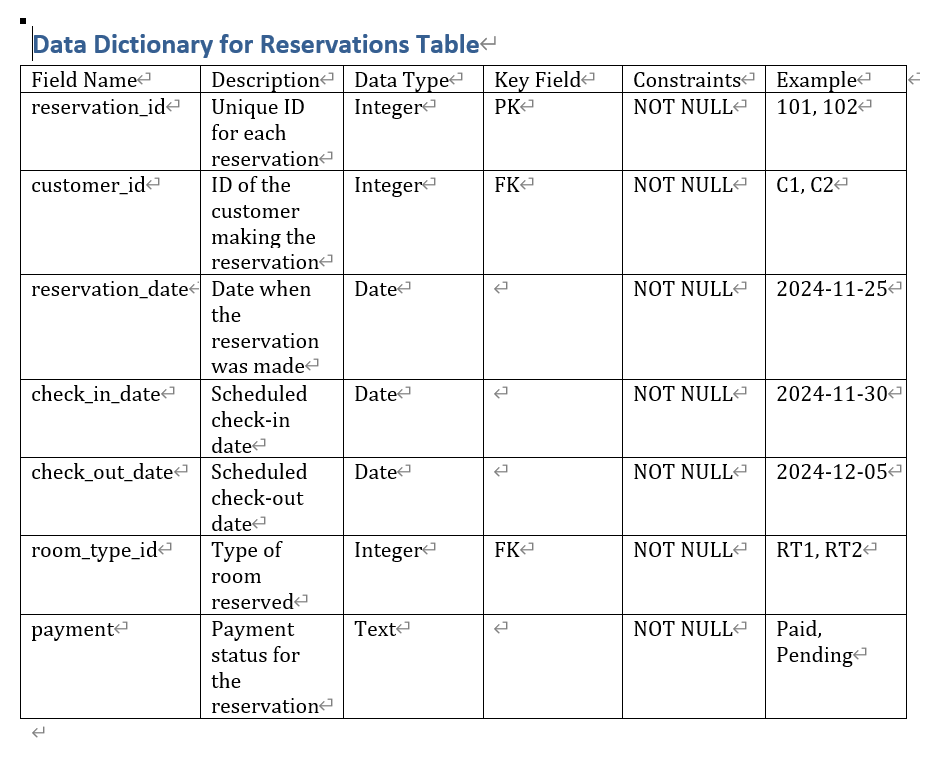 Data Dictionary for Reservations Table
Field Name Description Data Type Key Field Constraints Example
reservation_id Unique ID Integer PK NOT NULL 101, 102
for each
reservation
customer_id ID of the Integer FK NOT NULL C1, C2
customer
making the
reservation
reservation_date Date when Date NOT NULL 2024-11-25
the
reservation
was made
check_in_date Scheduled Date NOT NULL 2024-11-30
check-in
date
check_out_date Scheduled Date NOT NULL 2024-12-05
check-out
date
room_type_id Type of Integer FK NOT NULL RT1, RT2
room
reserved
payment Payment Text NOT NULL Paid,
status for Pending
the
reservation